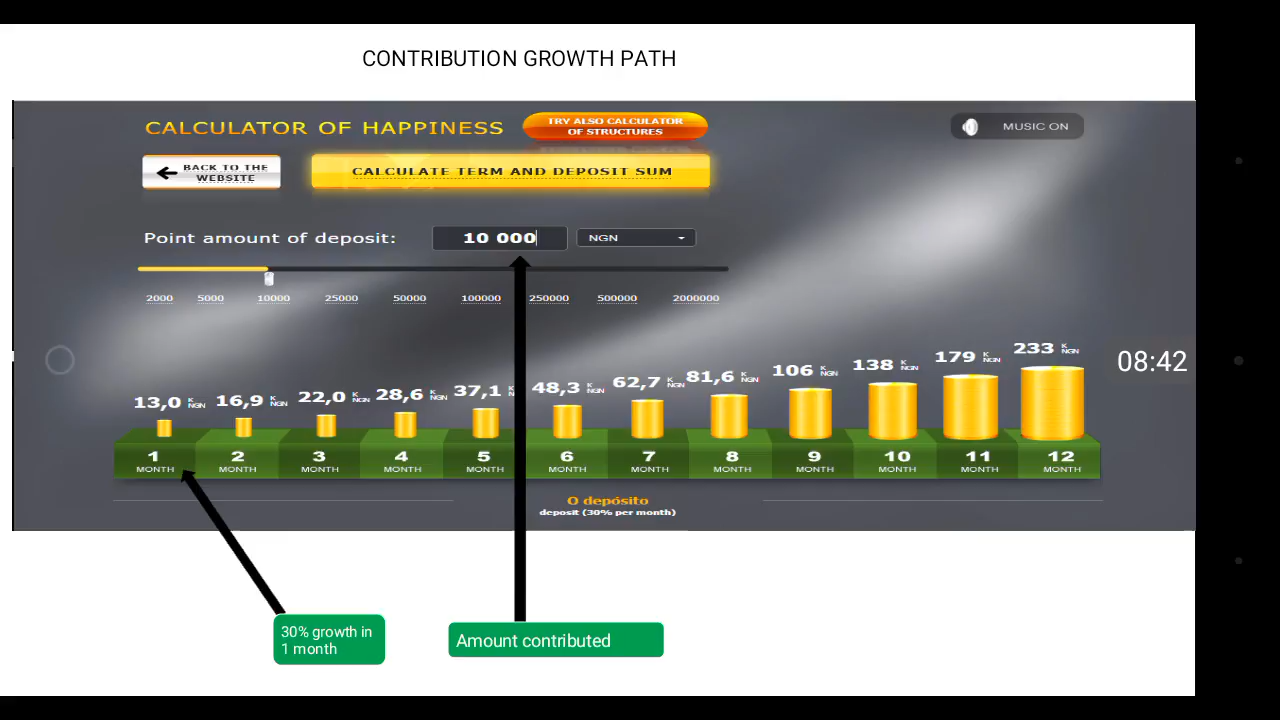 CONTRIBUTION GROWTH PATH
CALCULATOR OF HAPPINESS
TRY ALSO CALCULATOR
OF STRUCTURES
MUSIC ON
BACK TO THE
WEBSITE
CALCULATE TERM AND DEPOSIT SUM
Point amount of deposit: 10 000 NGN
2000 5000 10000 25000 50000 100000 250000 500000 2000000
13,0 K NGN 16,9 K NGN 22,0 K NGN 28,6 K NGN 37,1 K NGN 48,3 K NGN 62,7 K NGN 81,6 K NGN 106 K NGN 138 K NGN 179 K NGN 233 K NGN
08:42
1 2 3 4 5 6 7 8 9 10 11 12
MONTH MONTH MONTH MONTH MONTH MONTH MONTH MONTH MONTH MONTH MONTH MONTH
O depósito
deposit (30% per month)
30% growth in
1 month
Amount contributed